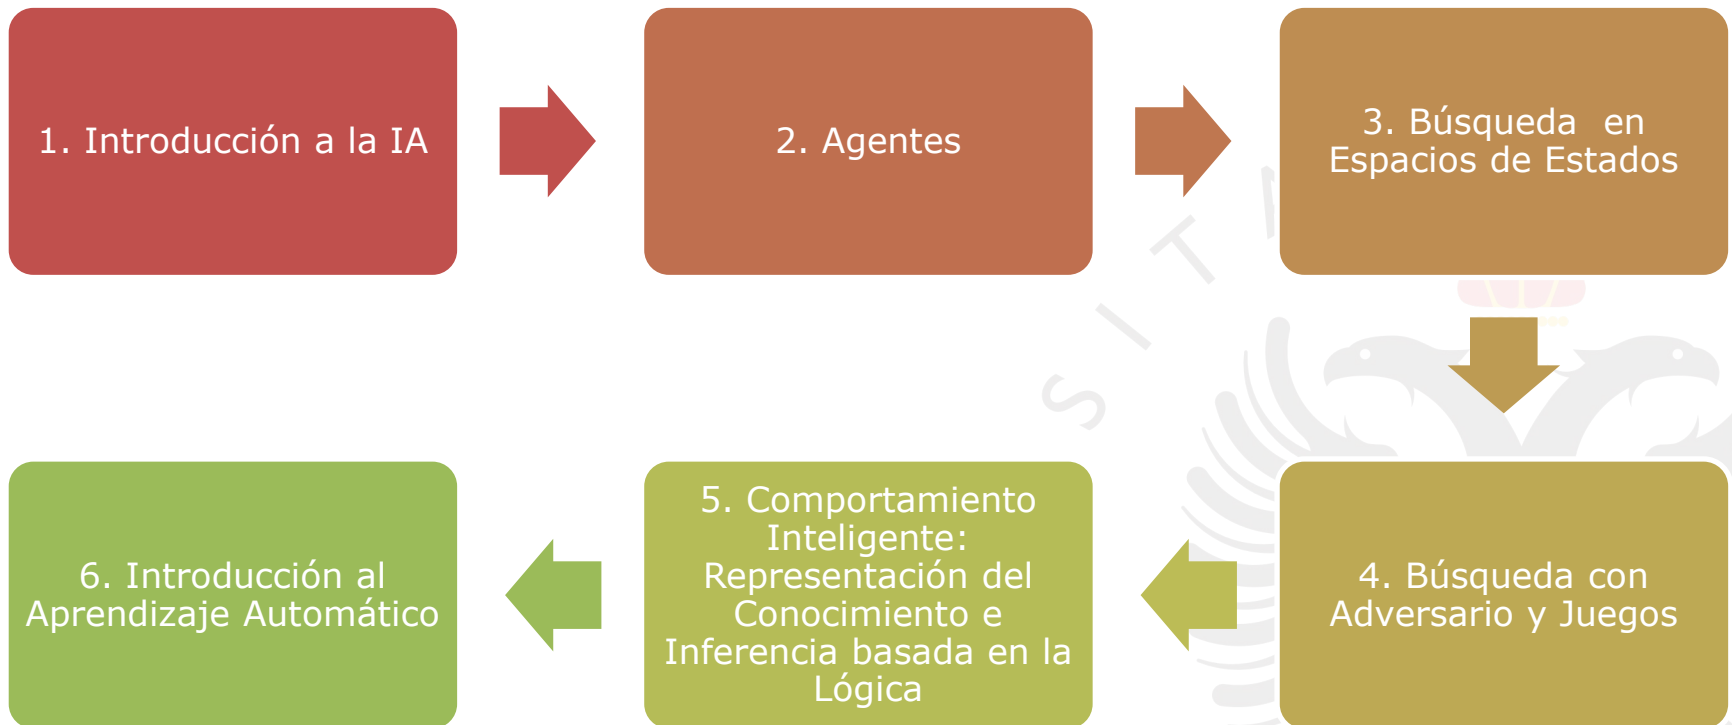 1. Introducción a la IA
2. Agentes
3. Búsqueda  en
Espacios de Estados
4. Búsqueda con
Adversario y Juegos
5. Comportamiento
Inteligente:
Representación del
Conocimiento e
Inferencia basada en la
Lógica
6. Introducción al
Aprendizaje Automático
S I T